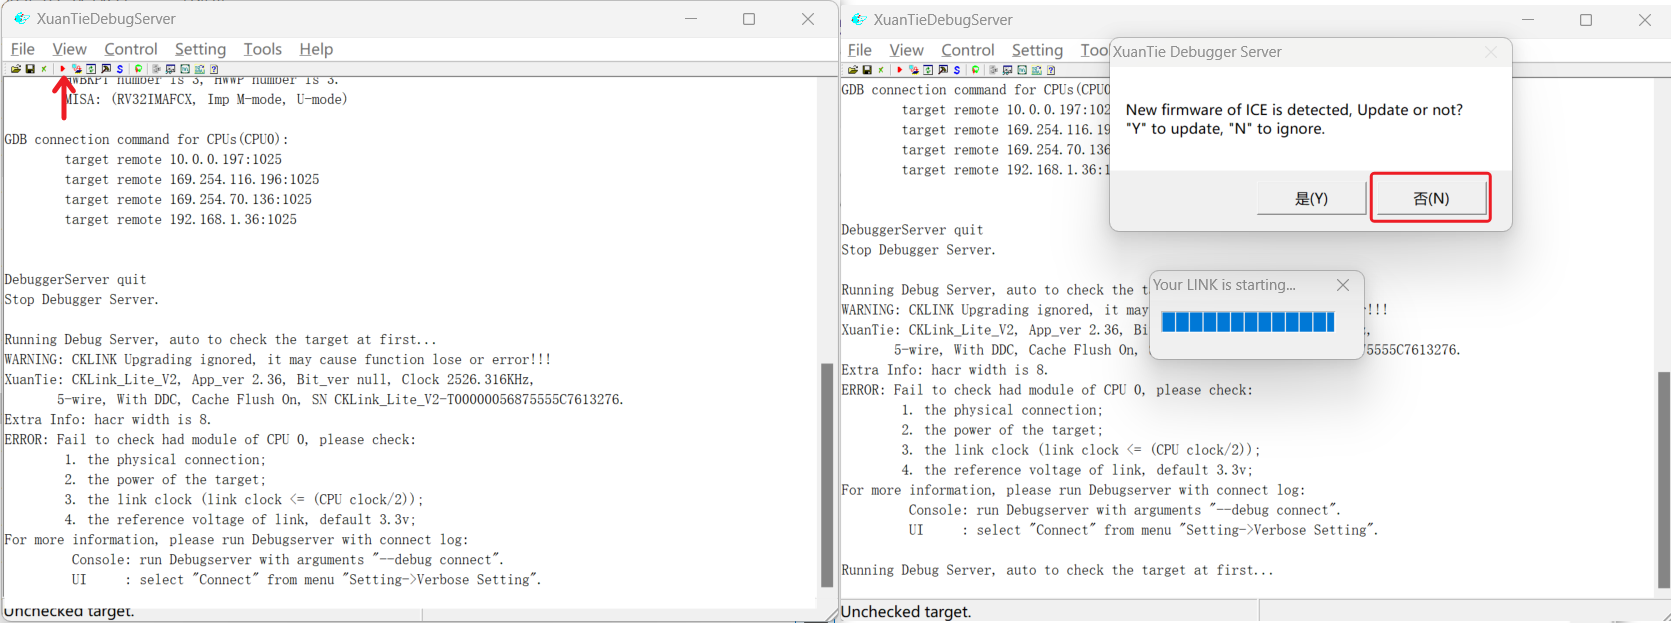 XuanTieDebugServer
File View Control Setting Tools Help
HWBKPT number is 3, HWWP number is 3.
MISA: (RV32IMAFCX, Imp M-mode, U-mode)
GDB connection command for CPUs(CPU0):
target remote 10.0.0.197:1025
target remote 169.254.116.196:1025
target remote 169.254.70.136:1025
target remote 192.168.1.36:1025
DebuggerServer quit
Stop Debugger Server.
Running Debug Server, auto to check the target at first...
WARNING: CKLINK Upgrading ignored, it may cause function lose or error!!!
XuanTie: CKLink_Lite_V2, App_ver 2.36, Bit_ver null, Clock 2526.316KHz,
5-wire, With DDC, Cache Flush On, SN CKLink_Lite_V2-T00000056875555C7613276.
Extra Info: hacr width is 8.
ERROR: Fail to check had module of CPU 0, please check:
1. the physical connection;
2. the power of the target;
3. the link clock (link clock <= (CPU clock/2));
4. the reference voltage of link, default 3.3v;
For more information, please run Debugserver with connect log:
Console: run Debugserver with arguments "--debug connect".
UI : select "Connect" from menu "Setting->Verbose Setting".
Unchecked target.
XuanTieDebugServer
File View Control Setting Too
GDB connection command for CPUs(CPU0
target remote 10.0.0.197:102
target remote 169.254.116.19
target remote 169.254.70.136
target remote 192.168.1.36:1
DebuggerServer quit
Stop Debugger Server.
Running Debug Server, auto to check the t
WARNING: CKLINK Upgrading ignored, it may r!!!
XuanTie: CKLink_Lite_V2, App_ver 2.36, Bi ,
5-wire, With DDC, Cache Flush On, 75555C7613276.
Extra Info: hacr width is 8.
ERROR: Fail to check had module of CPU 0, please check:
1. the physical connection;
2. the power of the target;
3. the link clock (link clock <= (CPU clock/2));
4. the reference voltage of link, default 3.3v;
For more information, please run Debugserver with connect log:
Console: run Debugserver with arguments "--debug connect".
UI : select "Connect" from menu "Setting->Verbose Setting".
Running Debug Server, auto to check the target at first...
Unchecked target.
XuanTie Debugger Server
New firmware of ICE is detected, Update or not?
"Y" to update, "N" to ignore.
是(Y) 否(N)
Your LINK is starting...